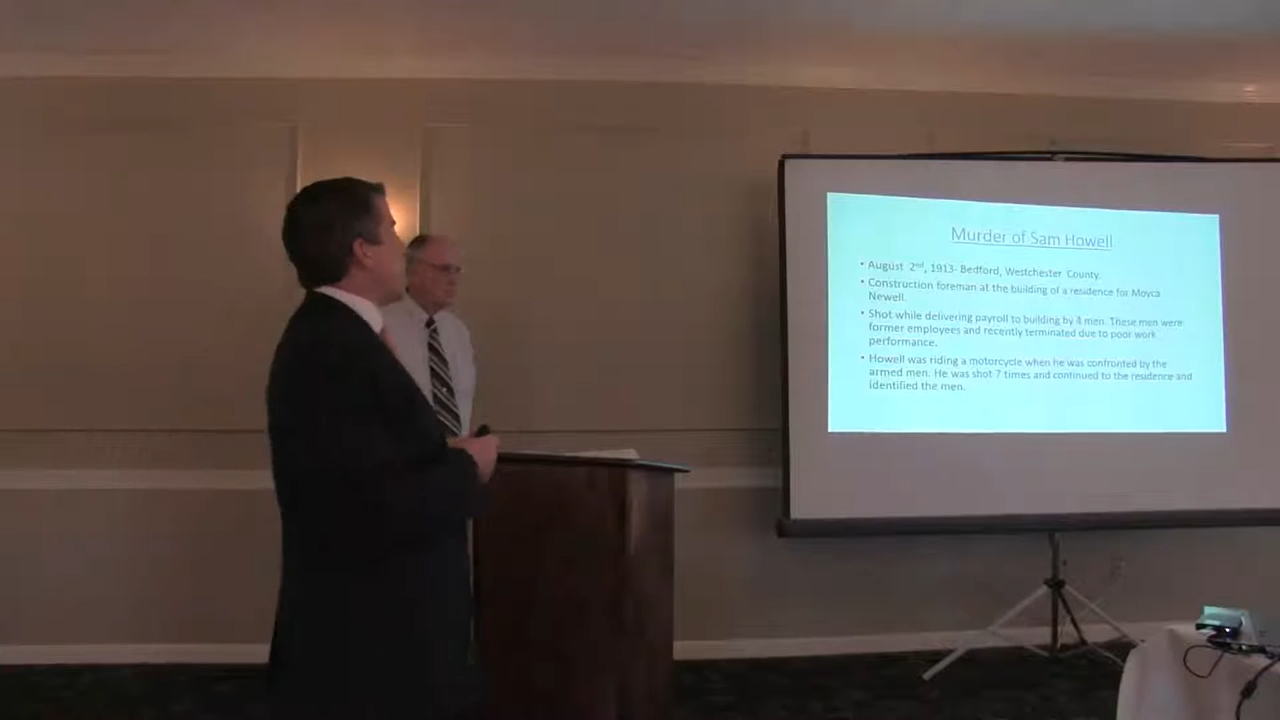 Murder of Sam Howell
• August 2nd, 1913- Bedford, Westchester County.
• Construction foreman at the building of a residence for Moyca
Newell.
• Shot while delivering payroll to building by 4 men. These men were
former employees and recently terminated due to poor work
performance.
• Howell was riding a motorcycle when he was confronted by the
armed men. He was shot 7 times and continued to the residence and
identified the men.